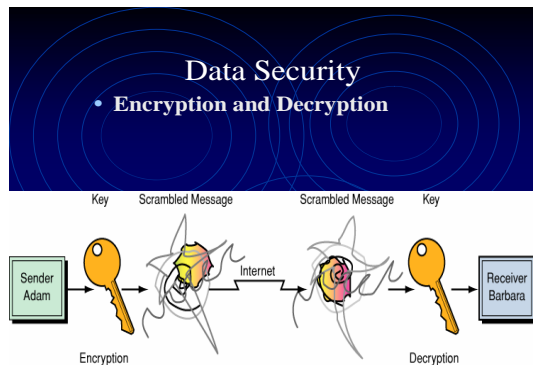 Data Security
• Encryption and Decryption
Key Scrambled Message Scrambled Message Key
Internet
Sender
Adam
Receiver
Barbara
Encryption Decryption